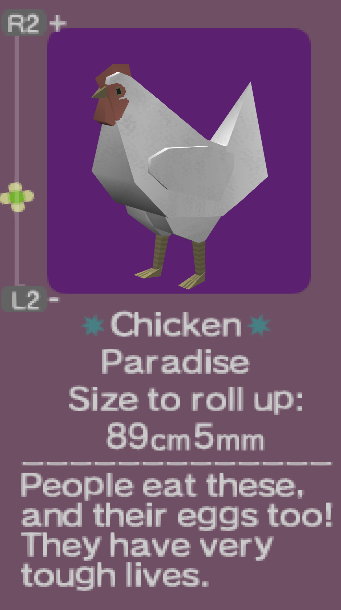 R2 +
L2 -
Chicken
Paradise
Size to roll up:
89cm5mm
People eat these,
and their eggs too!
They have very
tough lives.